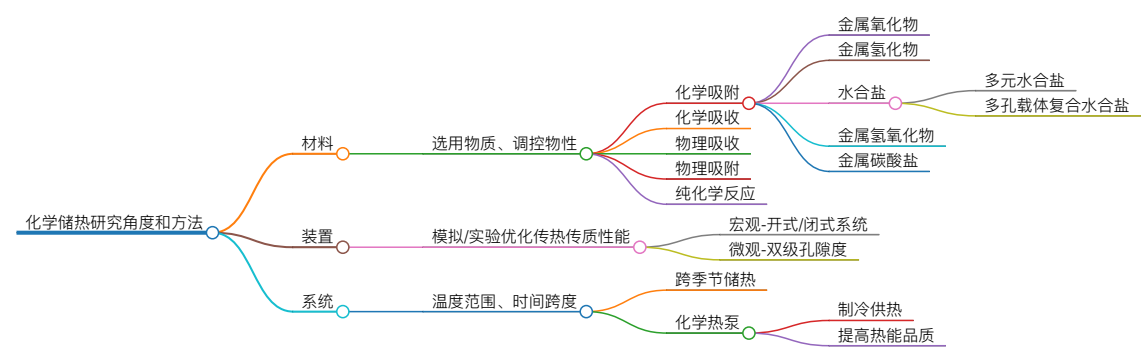 化学储热研究角度和方法
材料
选用物质、调控物性
化学吸附
金属氧化物
金属氢化物
水合盐
多元水合盐
多孔载体复合水合盐
金属氢氧化物
金属碳酸盐
化学吸收
物理吸收
物理吸附
纯化学反应
装置
模拟/实验优化传热传质性能
宏观-开式/闭式系统
微观-双级孔隙度
系统
温度范围、时间跨度
跨季节储热
化学热泵
制冷供热
提高热能品质